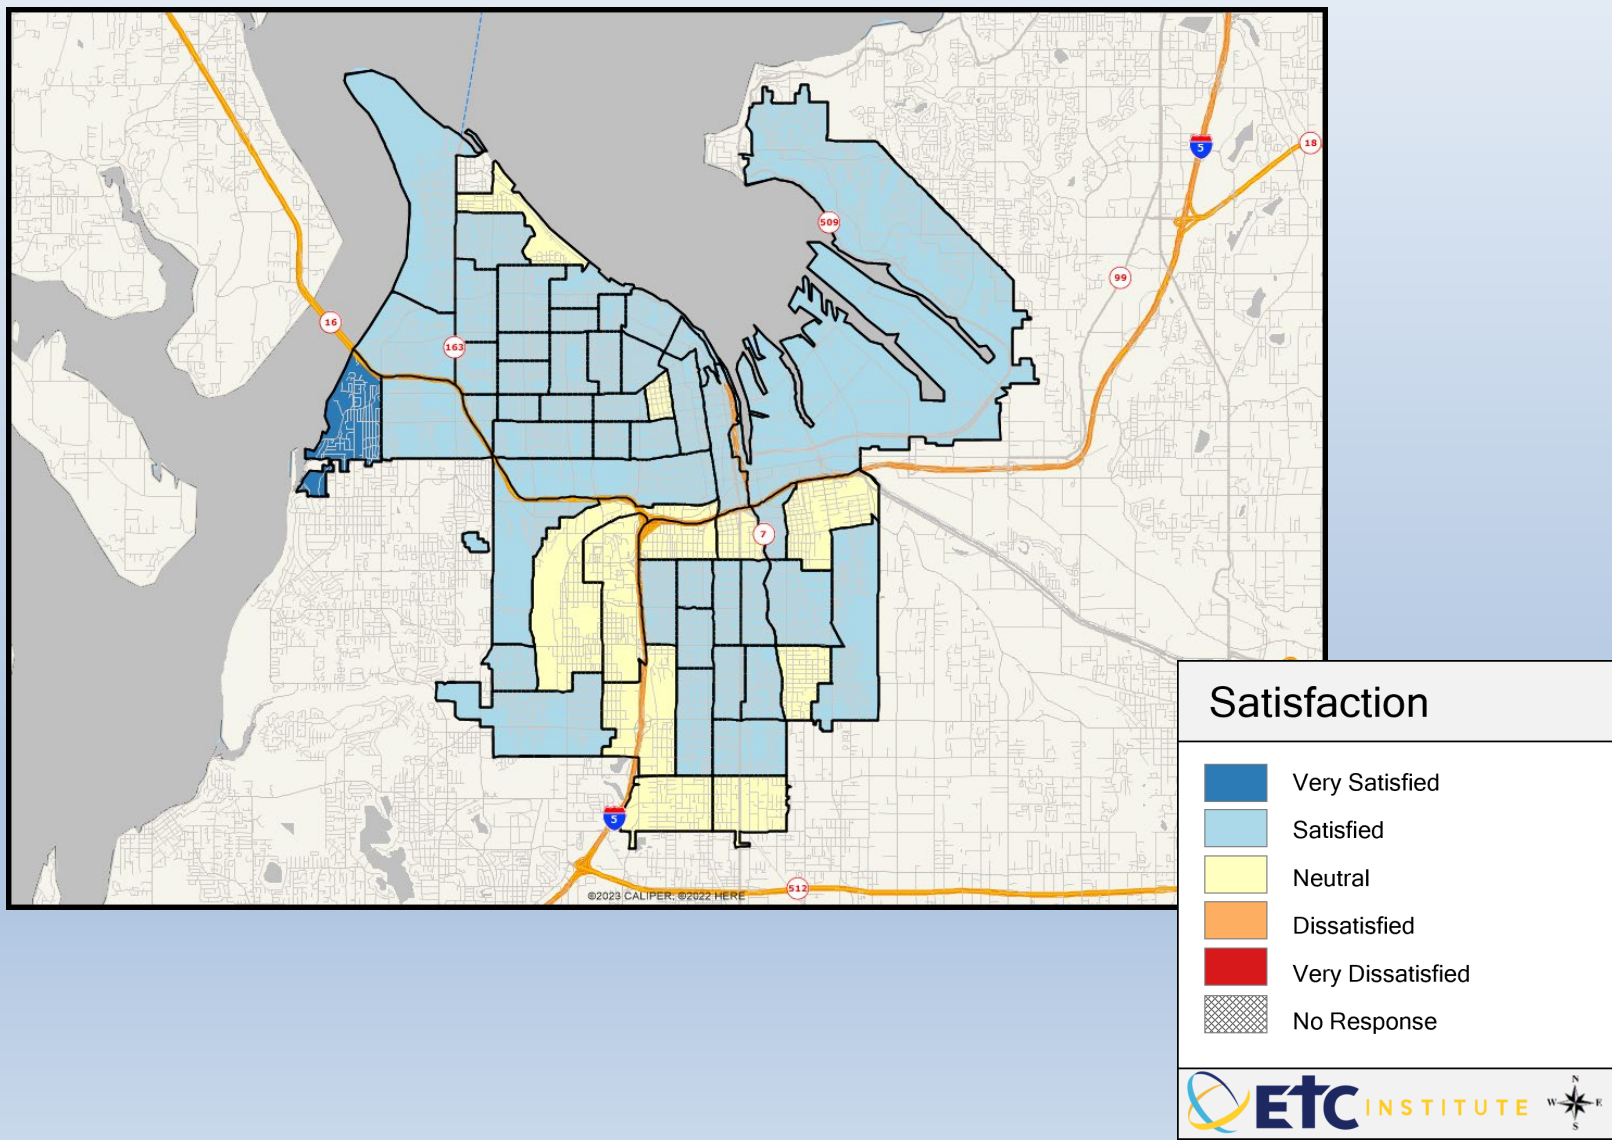 5
18
509
99
16
163
7
5
512
©2023 CALIPER; ©2022 HERE
Satisfaction
Very Satisfied
Satisfied
Neutral
Dissatisfied
Very Dissatisfied
No Response
ETC INSTITUTE
N
W E
S